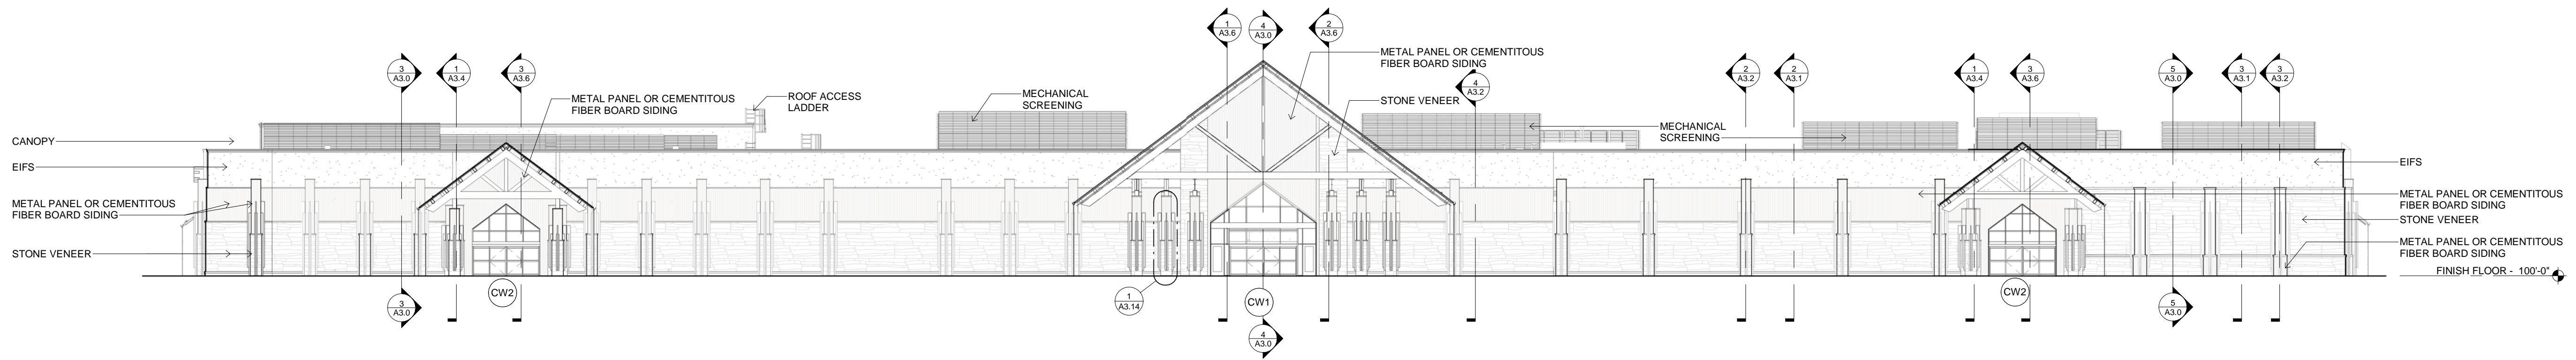 1
A3.6
4
A3.0
2
A3.6
METAL PANEL OR CEMENTITOUS
FIBER BOARD SIDING
3
A3.0
1
A3.4
3
A3.6
4
A3.2
2
A3.2
2
A3.1
1
A3.4
3
A3.6
5
A3.0
3
A3.1
3
A3.2
METAL PANEL OR CEMENTITOUS
FIBER BOARD SIDING
ROOF ACCESS
LADDER
MECHANICAL
SCREENING
STONE VENEER
MECHANICAL
SCREENING
CANOPY
EIFS
METAL PANEL OR CEMENTITOUS
FIBER BOARD SIDING
STONE VENEER
EIFS
METAL PANEL OR CEMENTITOUS
FIBER BOARD SIDING
STONE VENEER
METAL PANEL OR CEMENTITOUS
FIBER BOARD SIDING
FINISH FLOOR - 100'-0"
CW2
CW1
CW2
3
A3.0
1
A3.14
4
A3.0
5
A3.0